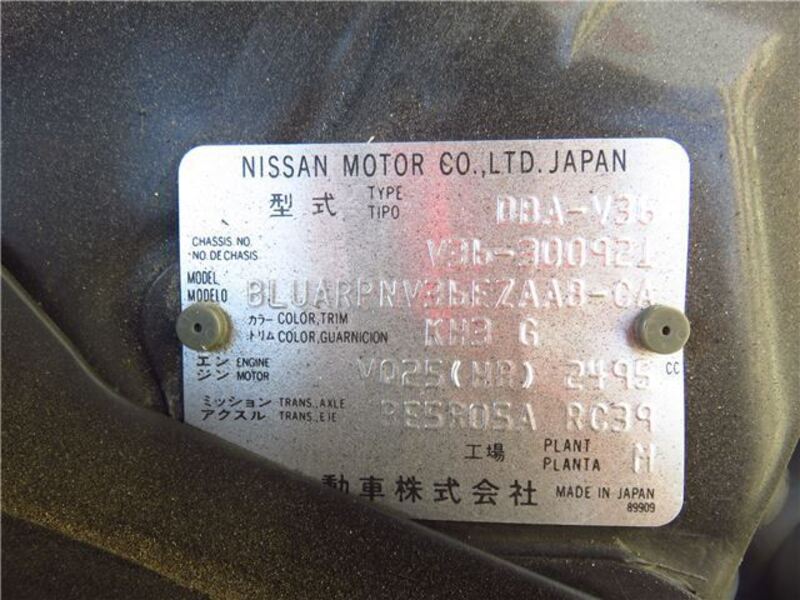 NISSAN MOTOR CO.,LTD. JAPAN
型式 TYPE TIPO DBA-V36
CHASSIS NO. NO. DE CHASIS V36-300921
MODEL MODELO BLUARPNV36EZAAB-CA
カラー COLOR,TRIM トリム COLOR,GUARNICION KH3 G
エンジン ENGINE MOTOR VQ25(HR) 2495 CC
ミッション TRANS.,AXLE アクスル TRANS.,EJE RE5R05A RC39
工場 PLANT PLANTA
動車株式会社 MADE IN JAPAN
89909